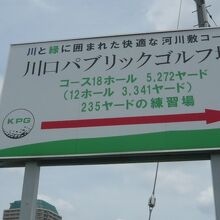 川と緑に囲まれた快適な河川敷コー
川口パブリックゴルフ場
コース18ホール 5,272ヤード
(12ホール 3,341ヤード)
235ヤードの練習場
KPG